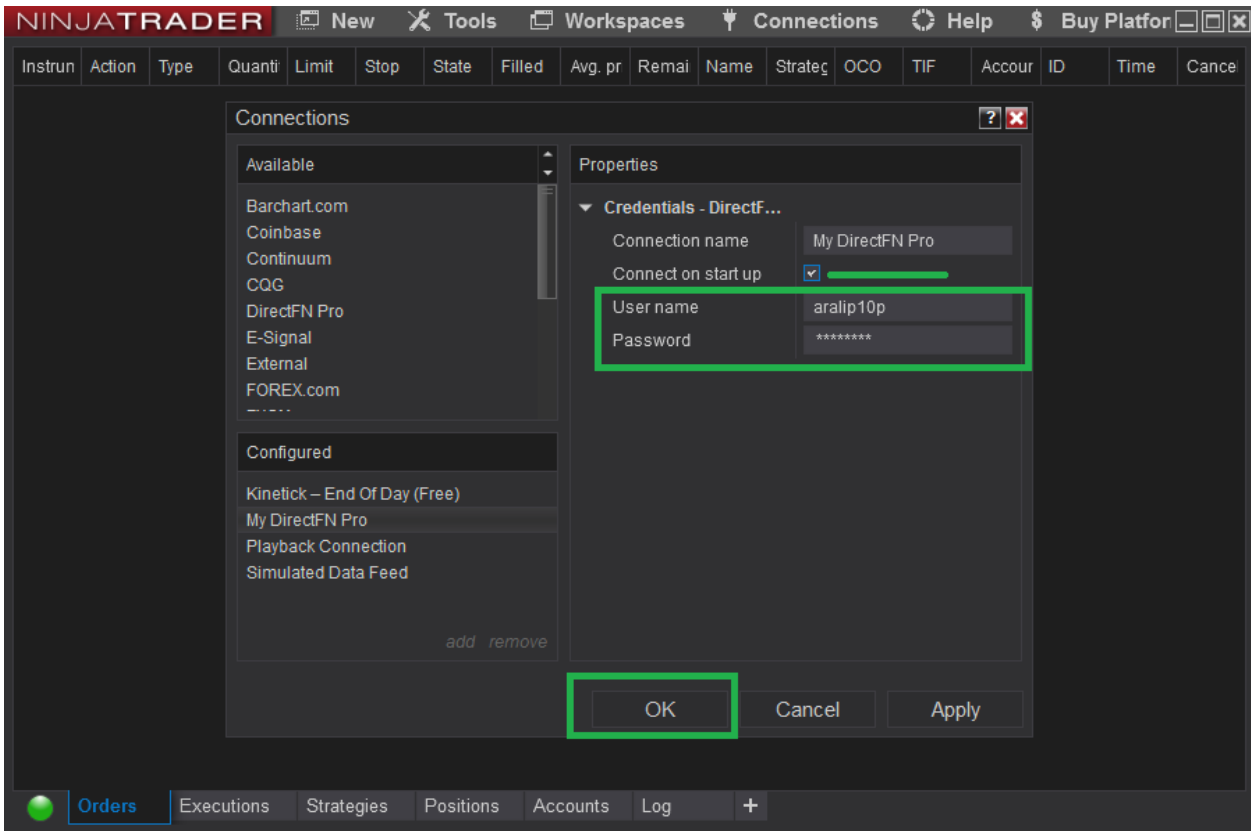 NINJATRADER New Tools Workspaces Connections Help $ Buy Platfor
Instrun Action Type Quanti Limit Stop State Filled Avg. pr Remai Name Strateg OCO TIF Accour ID Time Cancel
Connections ?
Available
Barchart.com
Coinbase
Continuum
CQG
DirectFN Pro
E-Signal
External
FOREX.com
Configured
Kinetick – End Of Day (Free)
My DirectFN Pro
Playback Connection
Simulated Data Feed
add remove
Properties
Credentials - DirectF...
Connection name My DirectFN Pro
Connect on start up
User name aralip10p
Password ********
OK Cancel Apply
Orders Executions Strategies Positions Accounts Log +